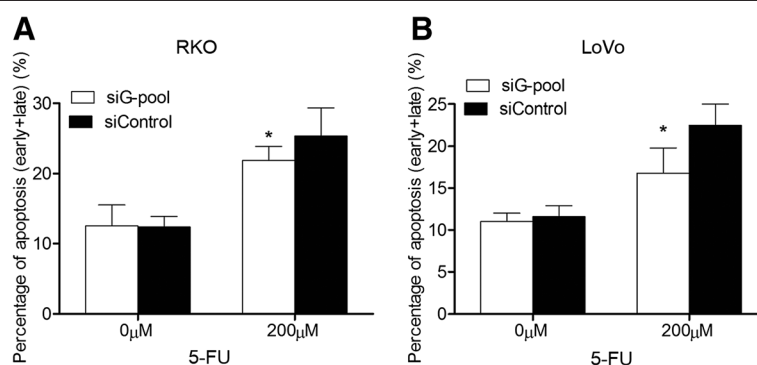 A
RKO
Percentage of apoptosis (early+late) (%)
siG-pool
siControl
30
20
10
0
*
0μM
200μM
5-FU
B
LoVo
Percentage of apoptosis (early+late) (%)
siG-pool
siControl
25
20
15
10
5
0
*
0μM
200μM
5-FU